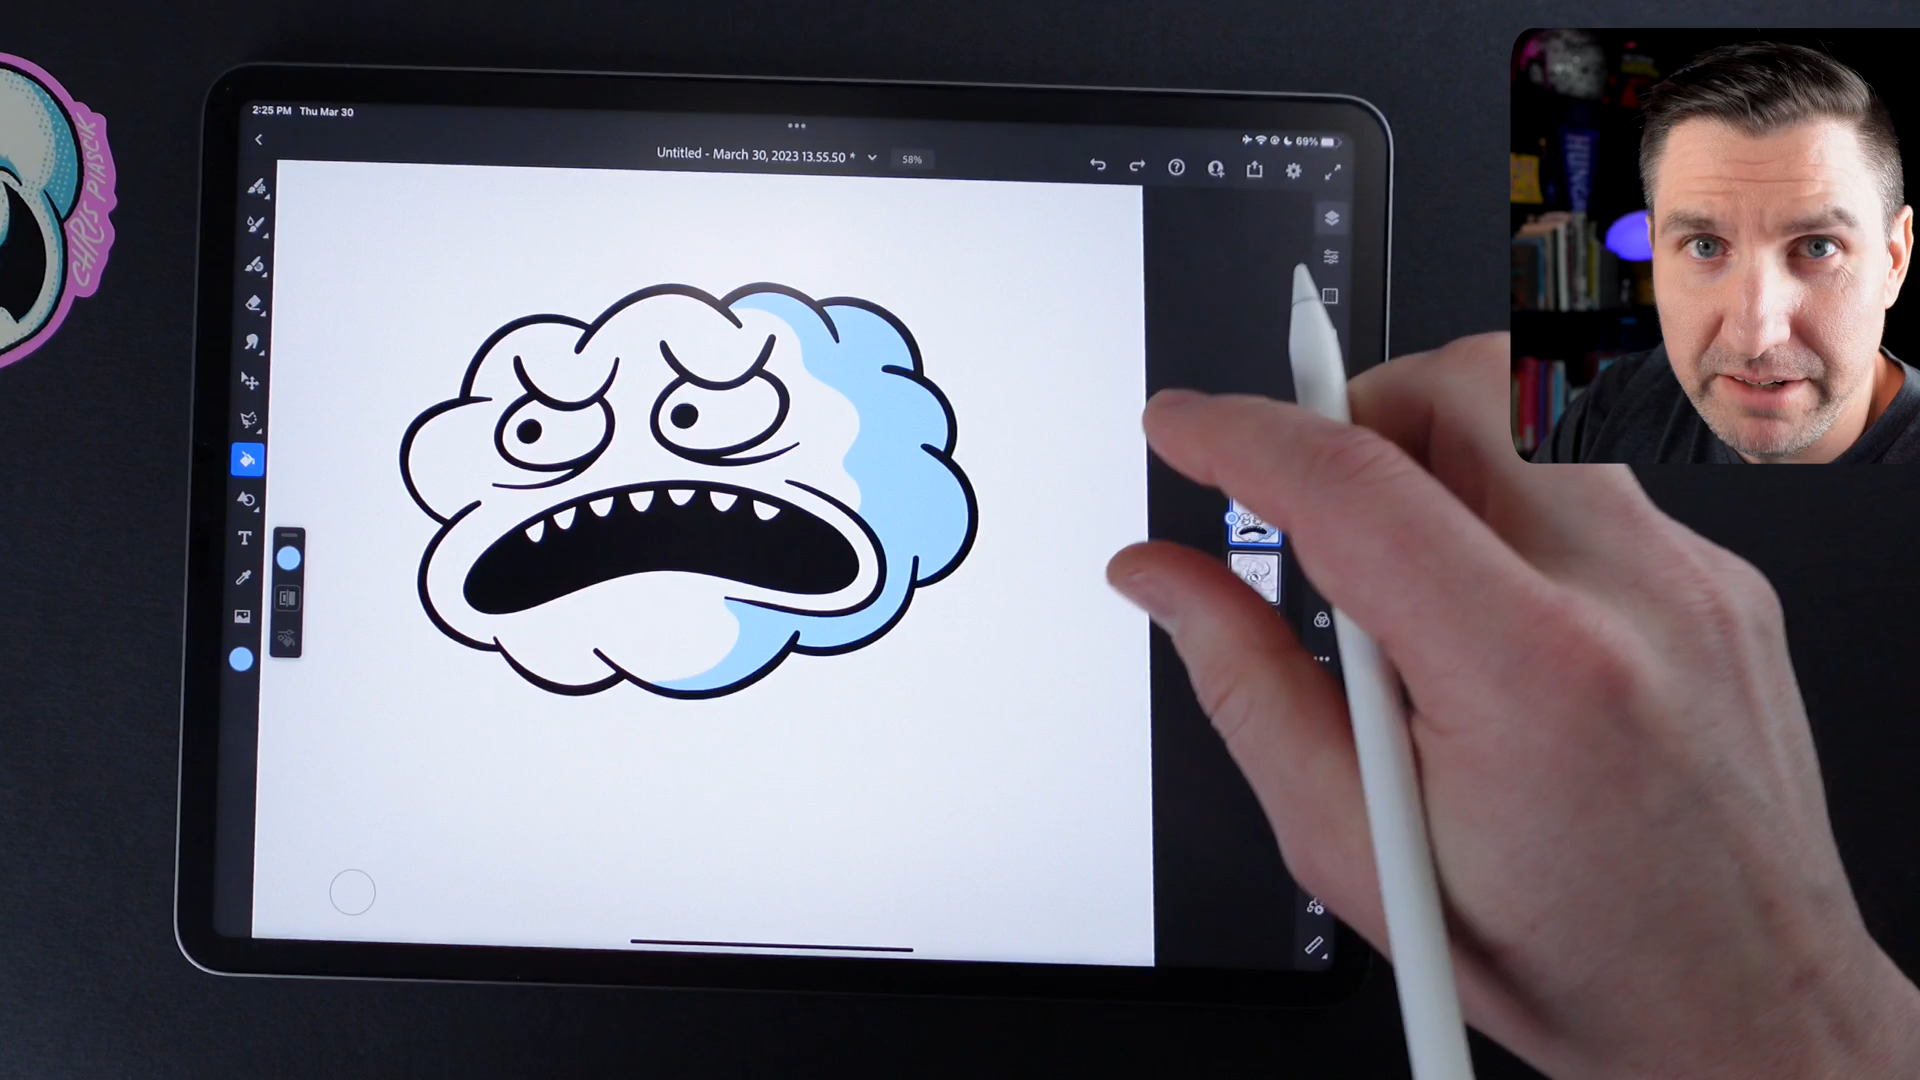 2:25 PM Thu Mar 30
69%
Untitled - March 30, 2023 13.55.50 *
58%
CHRIS PIASCIK
T